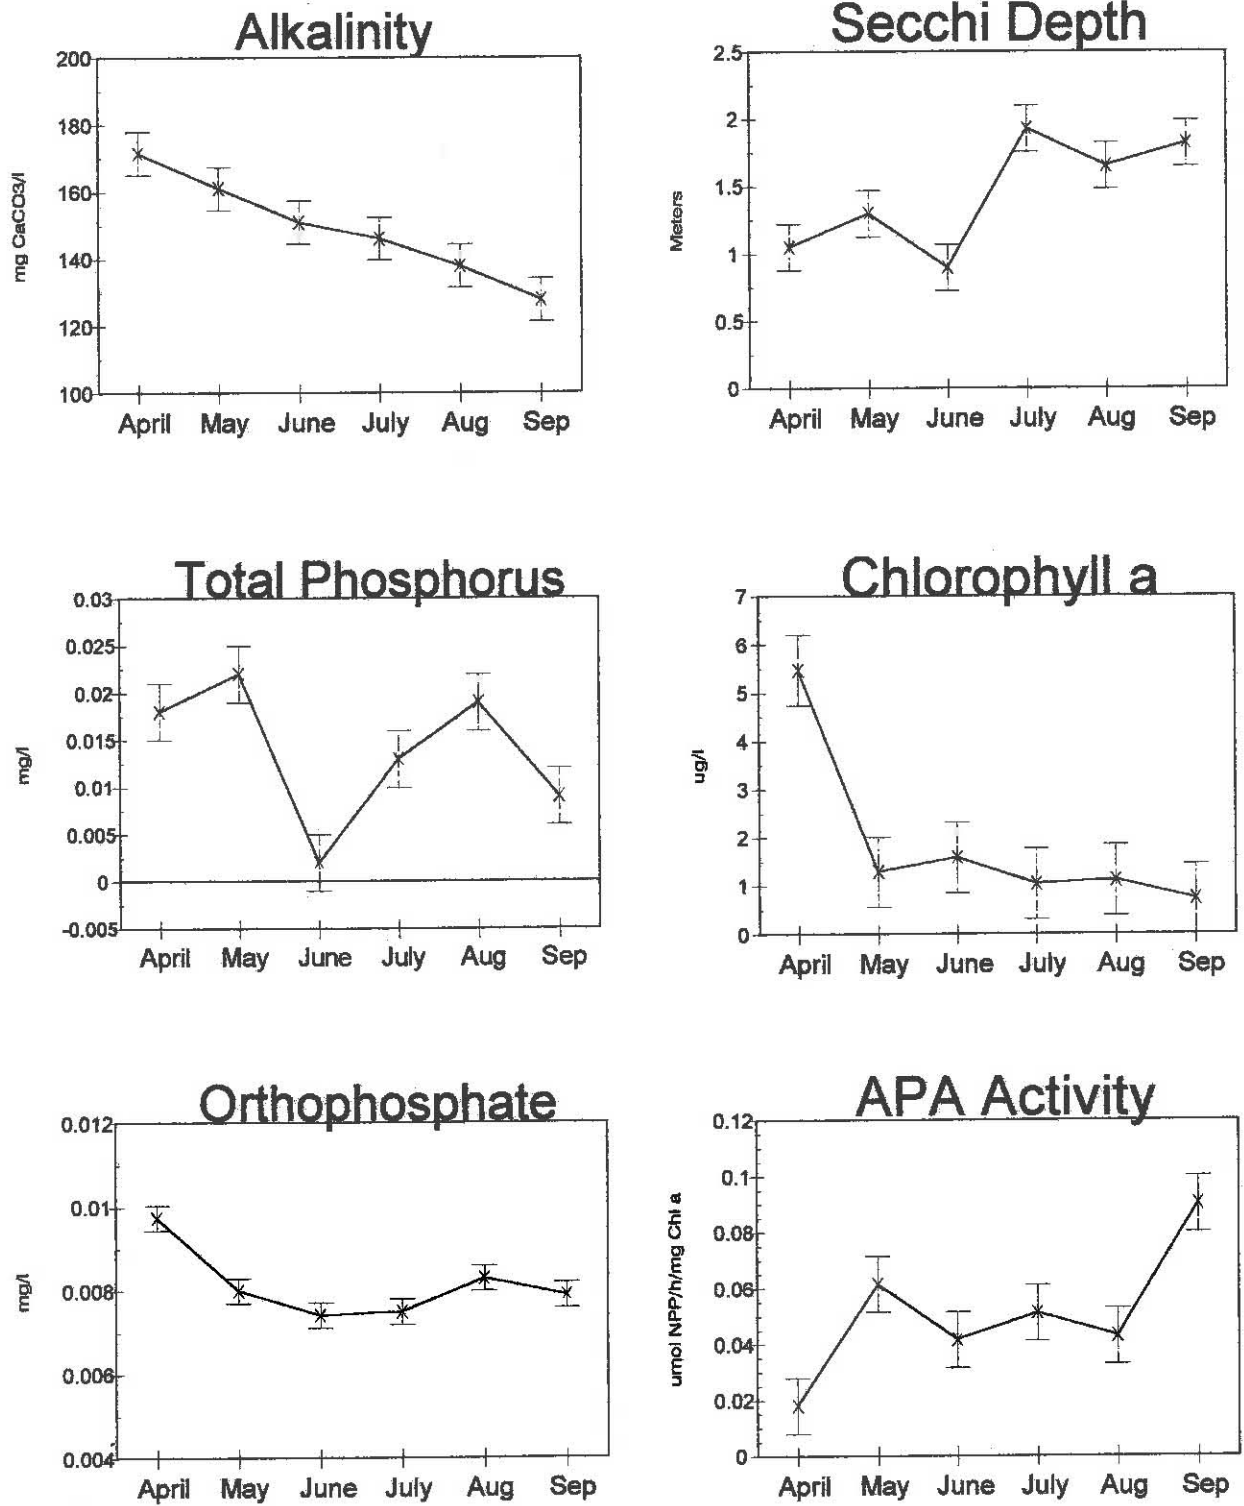 Alkalinity
200
180
160
140
120
100
mg CaCO3/l
April May June July Aug Sep
Secchi Depth
2.5
2
1.5
1
0.5
0
Meters
April May June July Aug Sep
Total Phosphorus
0.03
0.025
0.02
0.015
0.01
0.005
0
-0.005
mg/l
April May June July Aug Sep
Chlorophyll a
7
6
5
4
3
2
1
0
ug/l
April May June July Aug Sep
Orthophosphate
0.012
0.01
0.008
0.006
0.004
mg/l
April May June July Aug Sep
APA Activity
0.12
0.1
0.08
0.06
0.04
0.02
0
umol NPP/h/mg Chl a
April May June July Aug Sep